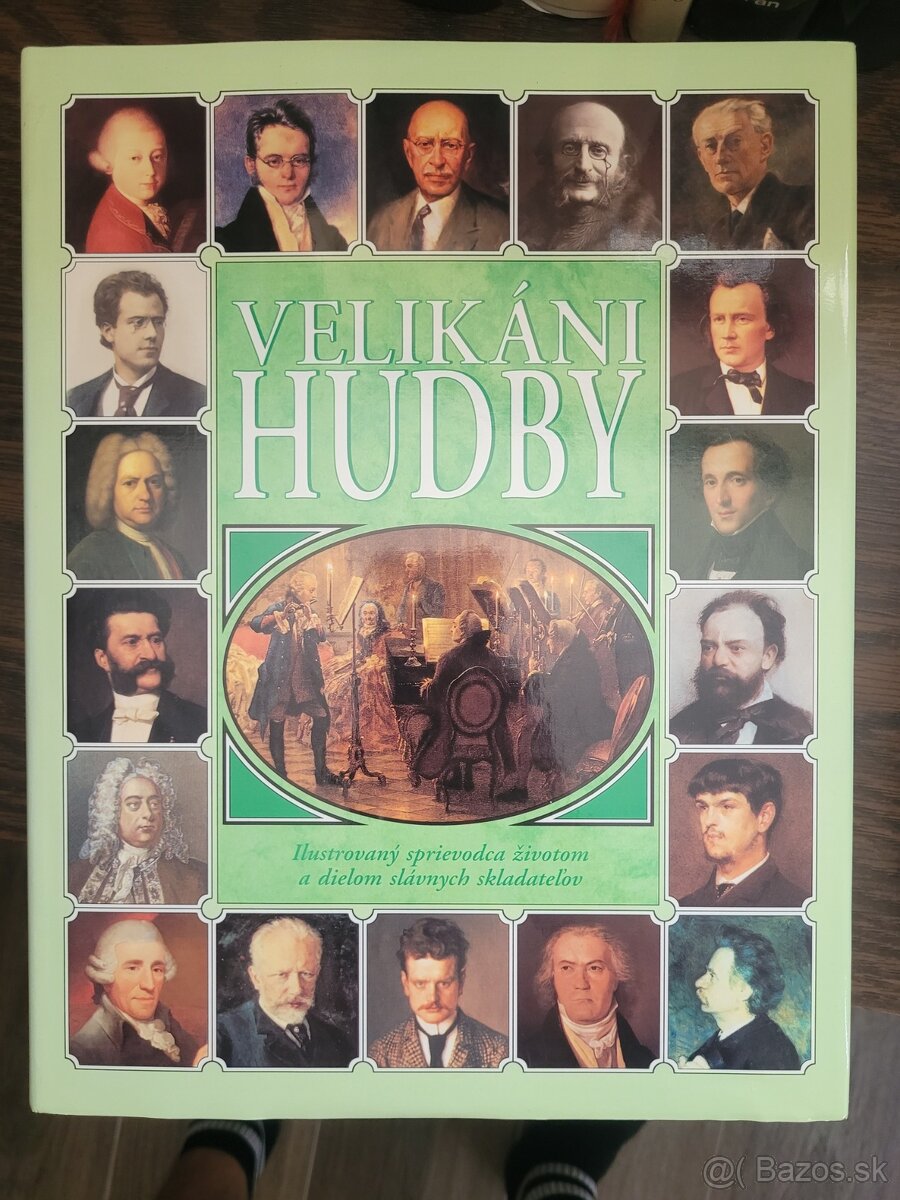 VELIKÁNI
HUDBY
Ilustrovaný sprievodca životom
a dielom slávnych skladateľov
@( Bazos.sk